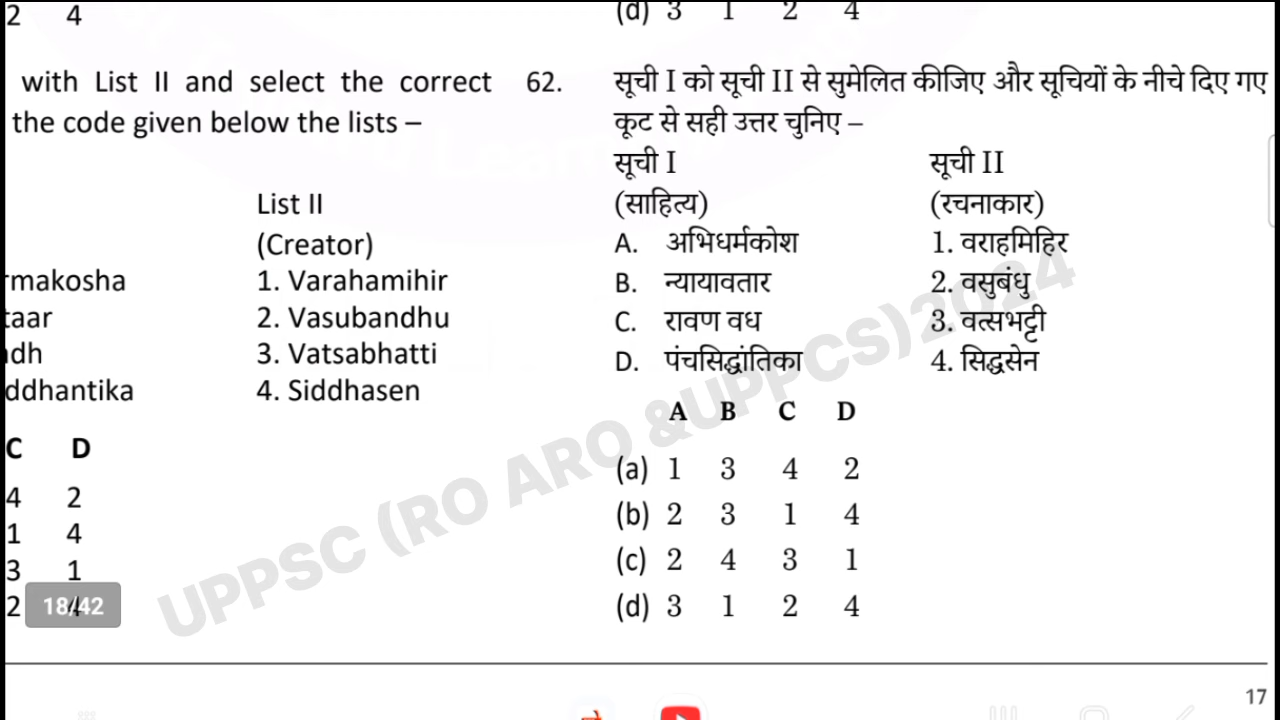 2 4
with List II and select the correct
the code given below the lists –
List II
(Creator)
rmakosha 1. Varahamihir
taar 2. Vasubandhu
dh 3. Vatsabhatti
ddhantika 4. Siddhasen
C D
4 2
1 4
3 1
2 4
18/42
(d) 3 1 2 4
62. सूची I को सूची II से सुमेलित कीजिए और सूचियों के नीचे दिए गए
कूट से सही उत्तर चुनिए –
सूची I सूची II
(साहित्य) (रचनाकार)
A. अभिधर्मकोश 1. वराहमिहिर
B. न्यायावतार 2. वसुबंधु
C. रावण वध 3. वत्सभट्टी
D. पंचसिद्धांतिका 4. सिद्धसेन
A B C D
(a) 1 3 4 2
(b) 2 3 1 4
(c) 2 4 3 1
(d) 3 1 2 4
UPPSC (RO ARO &UPPCS)2024
17